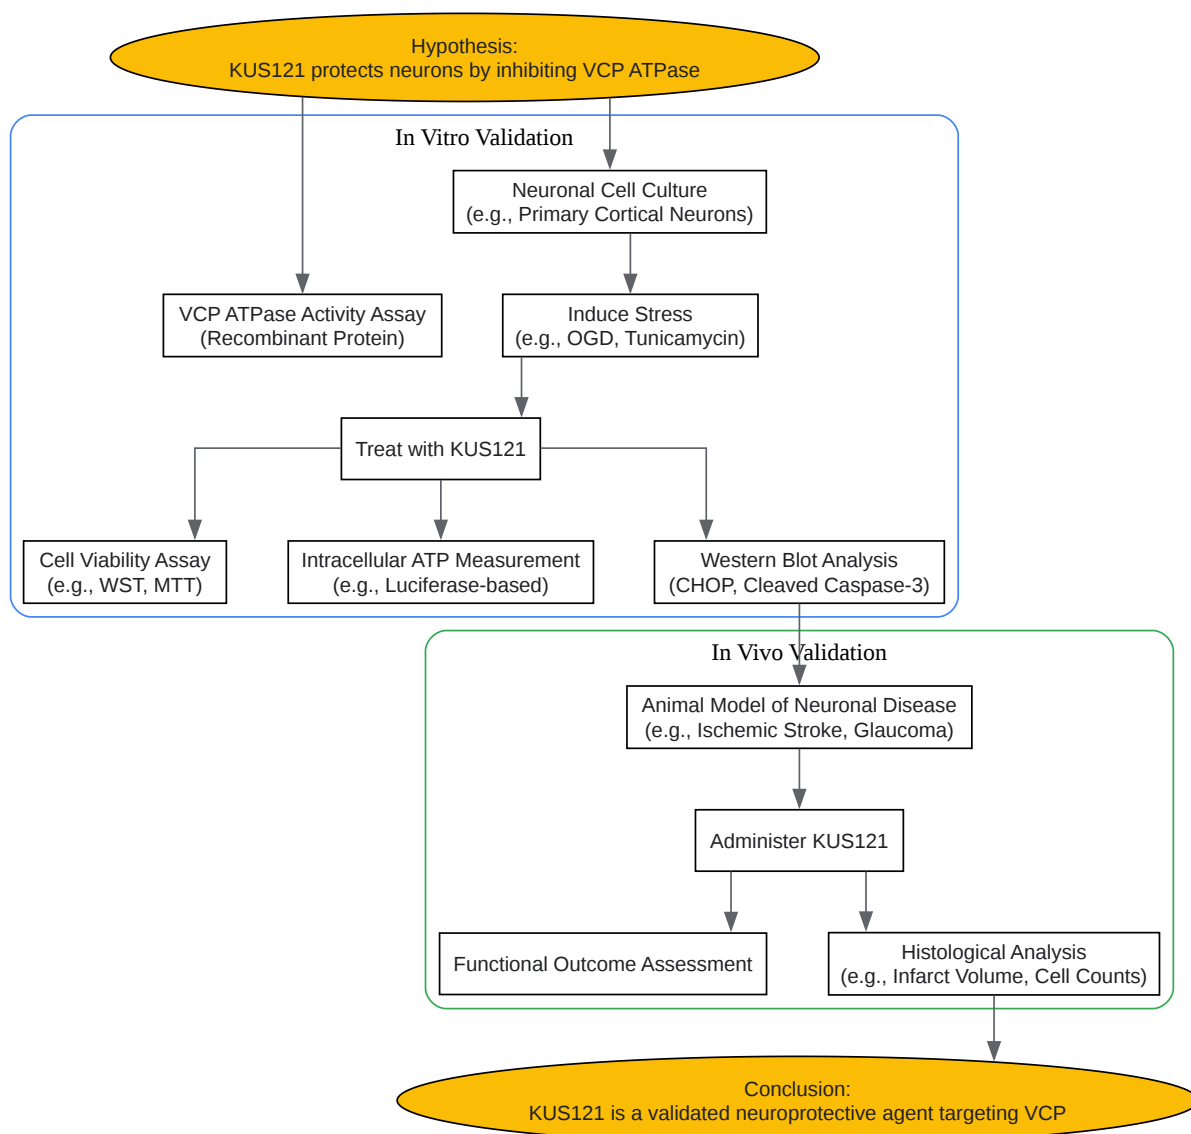 Hypothesis:
KUS121 protects neurons by inhibiting VCP ATPase
In Vitro Validation
Neuronal Cell Culture
(e.g., Primary Cortical Neurons)
VCP ATPase Activity Assay
(Recombinant Protein)
Induce Stress
(e.g., OGD, Tunicamycin)
Treat with KUS121
Cell Viability Assay
(e.g., WST, MTT)
Intracellular ATP Measurement
(e.g., Luciferase-based)
Western Blot Analysis
(CHOP, Cleaved Caspase-3)
In Vivo Validation
Animal Model of Neuronal Disease
(e.g., Ischemic Stroke, Glaucoma)
Administer KUS121
Functional Outcome Assessment
Histological Analysis
(e.g., Infarct Volume, Cell Counts)
Conclusion:
KUS121 is a validated neuroprotective agent targeting VCP